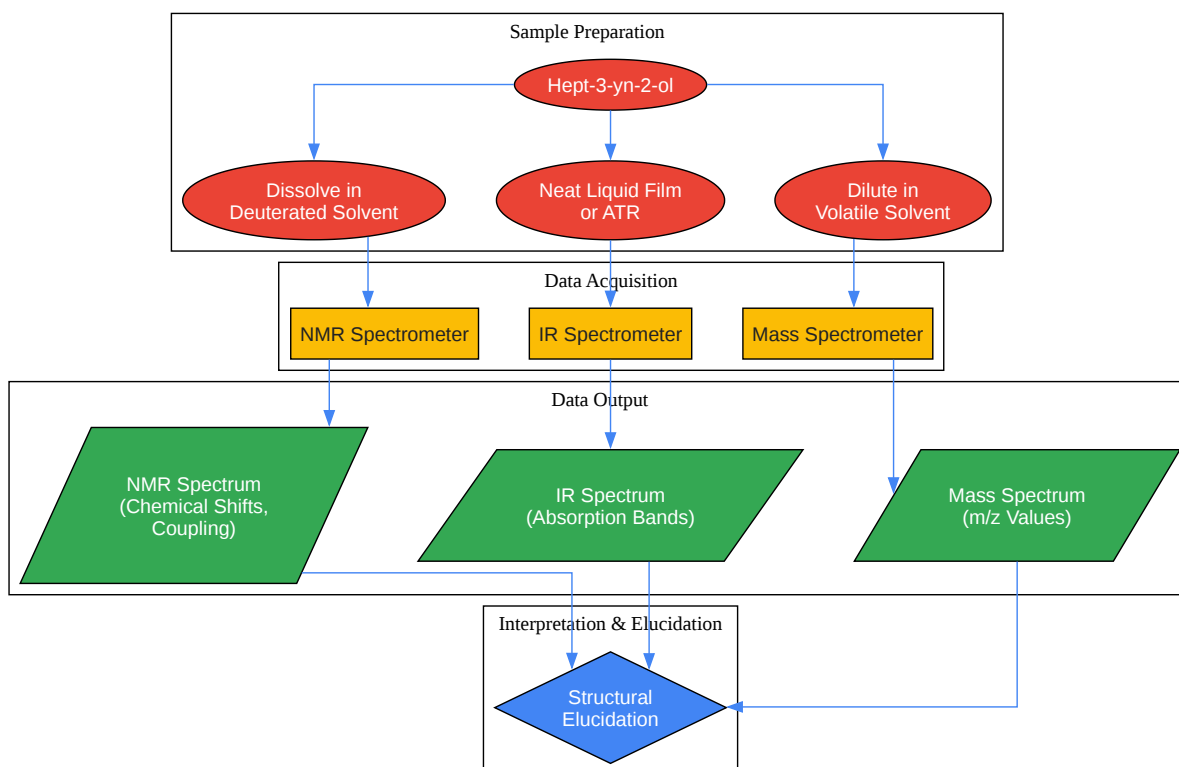 Sample Preparation
Hept-3-yn-2-ol
Dissolve in
Deuterated Solvent
Neat Liquid Film
or ATR
Dilute in
Volatile Solvent
Data Acquisition
NMR Spectrometer
IR Spectrometer
Mass Spectrometer
Data Output
NMR Spectrum
(Chemical Shifts,
Coupling)
IR Spectrum
(Absorption Bands)
Mass Spectrum
(m/z Values)
Interpretation & Elucidation
Structural
Elucidation